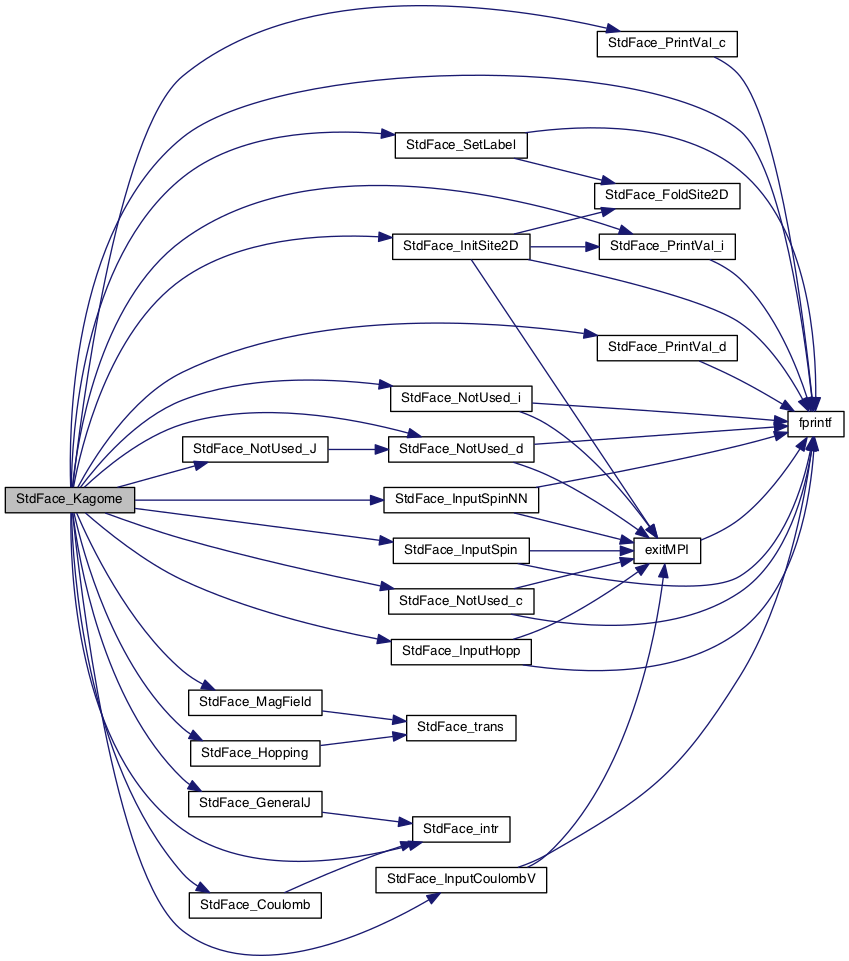 StdFace_PrintVal_c
StdFace_SetLabel
StdFace_FoldSite2D
StdFace_InitSite2D
StdFace_PrintVal_i
StdFace_PrintVal_d
StdFace_NotUsed_i
fprintf
StdFace_NotUsed_J
StdFace_NotUsed_d
StdFace_Kagome
StdFace_InputSpinNN
StdFace_InputSpin
exitMPI
StdFace_NotUsed_c
StdFace_InputHopp
StdFace_MagField
StdFace_trans
StdFace_Hopping
StdFace_GeneralJ
StdFace_intr
StdFace_InputCoulombV
StdFace_Coulomb